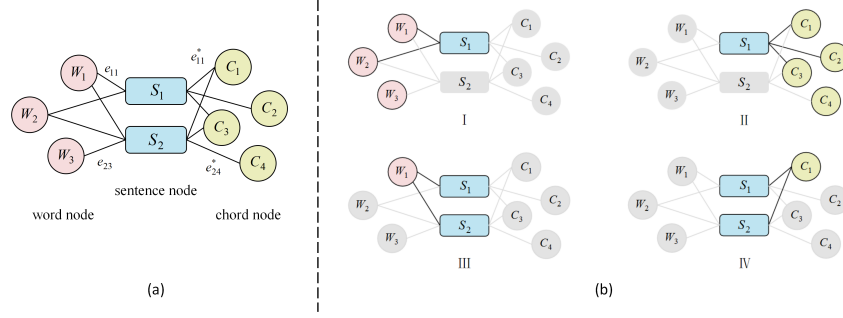 W₁ e₁₁ e*₁₁ C₁
S₁
W₂ C₂
C₃
S₂
W₃ e₂₃ e*₂₄ C₄
sentence node
word node chord node
(a)
W₁ S₁ C₁
W₂ C₂
W₃ S₂ C₃
C₄
I
W₁ S₁ C₁
W₂ C₂
W₃ S₂ C₃
C₄
II
W₁ S₁ C₁
W₂ C₂
W₃ S₂ C₃
C₄
III
W₁ S₁ C₁
W₂ C₂
W₃ S₂ C₃
C₄
IV
(b)